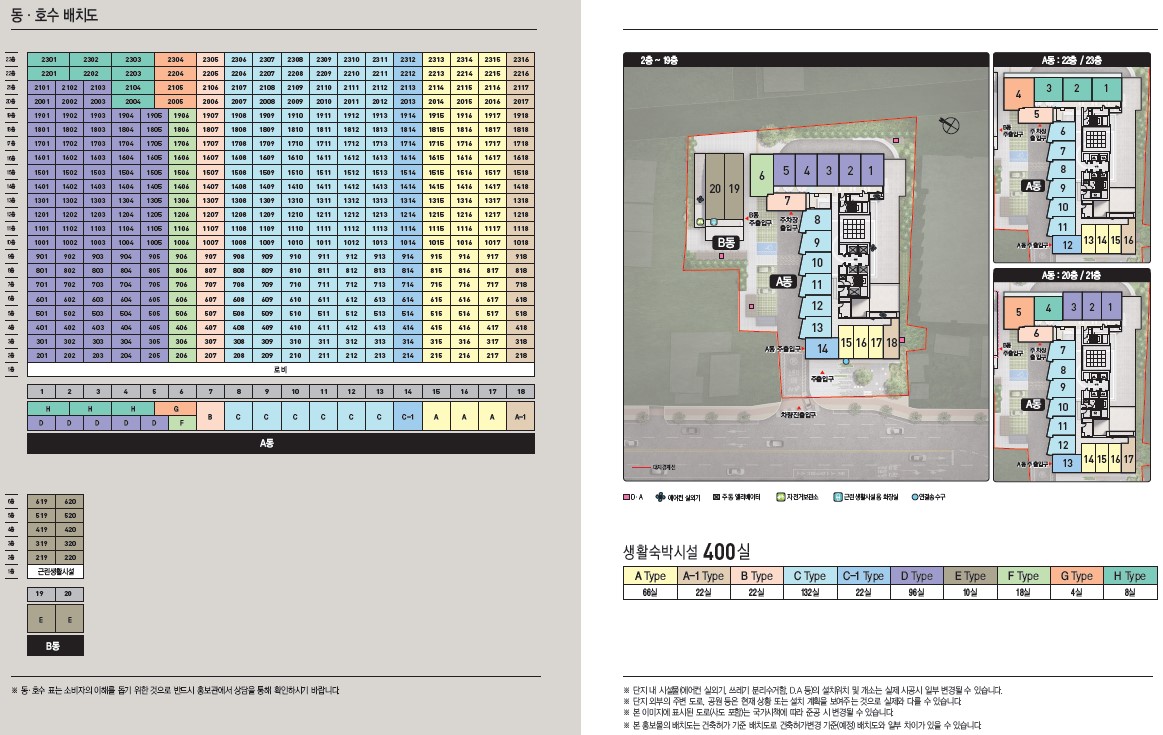 동 · 호수 배치도
23층 2301 2302 2303 2304 2305 2306 2307 2308 2309 2310 2311 2312 2313 2314 2315 2316
22층 2201 2202 2203 2204 2205 2206 2207 2208 2209 2210 2211 2212 2213 2214 2215 2216
21층 2101 2102 2103 2104 2105 2106 2107 2108 2109 2110 2111 2112 2113 2114 2115 2116 2117
20층 2001 2002 2003 2004 2005 2006 2007 2008 2009 2010 2011 2012 2013 2014 2015 2016 2017
19층 1901 1902 1903 1904 1905 1906 1907 1908 1909 1910 1911 1912 1913 1914 1915 1916 1917 1918
18층 1801 1802 1803 1804 1805 1806 1807 1808 1809 1810 1811 1812 1813 1814 1815 1816 1817 1818
17층 1701 1702 1703 1704 1705 1706 1707 1708 1709 1710 1711 1712 1713 1714 1715 1716 1717 1718
16층 1601 1602 1603 1604 1605 1606 1607 1608 1609 1610 1611 1612 1613 1614 1615 1616 1617 1618
15층 1501 1502 1503 1504 1505 1506 1507 1508 1509 1510 1511 1512 1513 1514 1515 1516 1517 1518
14층 1401 1402 1403 1404 1405 1406 1407 1408 1409 1410 1411 1412 1413 1414 1415 1416 1417 1418
13층 1301 1302 1303 1304 1305 1306 1307 1308 1309 1310 1311 1312 1313 1314 1315 1316 1317 1318
12층 1201 1202 1203 1204 1205 1206 1207 1208 1209 1210 1211 1212 1213 1214 1215 1216 1217 1218
11층 1101 1102 1103 1104 1105 1106 1107 1108 1109 1110 1111 1112 1113 1114 1115 1116 1117 1118
10층 1001 1002 1003 1004 1005 1006 1007 1008 1009 1010 1011 1012 1013 1014 1015 1016 1017 1018
9층 901 902 903 904 905 906 907 908 909 910 911 912 913 914 915 916 917 918
8층 801 802 803 804 805 806 807 808 809 810 811 812 813 814 815 816 817 818
7층 701 702 703 704 705 706 707 708 709 710 711 712 713 714 715 716 717 718
6층 601 602 603 604 605 606 607 608 609 610 611 612 613 614 615 616 617 618
5층 501 502 503 504 505 506 507 508 509 510 511 512 513 514 515 516 517 518
4층 401 402 403 404 405 406 407 408 409 410 411 412 413 414 415 416 417 418
3층 301 302 303 304 305 306 307 308 309 310 311 312 313 314 315 316 317 318
2층 201 202 203 204 205 206 207 208 209 210 211 212 213 214 215 216 217 218
1층 로비
1 2 3 4 5 6 7 8 9 10 11 12 13 14 15 16 17 18
H H H G B C C C C C C C-1 A A A A-1
D D D D D F
A동
6층 619 620
5층 519 520
4층 419 420
3층 319 320
2층 219 220
1층 근린생활시설
19 20
E E
B동
※ 동· 호수 표는 소비자의 이해를 돕기 위한 것으로 반드시 홍보관에서 상담을 통해 확인하시기 바랍니다.
2층 ~ 19층
20 19 6 5 4 3 2 1
7
8
9
10
11
12
13
14 15 16 17 18
B동
B동 주출입구
주차장 출입구
A동
A동 주출입구
주출입구
차량진출입구
대지경계선
A동 : 22층 / 23층
4 3 2 1
5
6
7
8
9
10
11
12 13 14 15 16
B동 주출입구
주차장 출입구
A동
A동 주출입구
A동 : 20층 / 21층
5 4 3 2 1
6
7
8
9
10
11
12
13 14 15 16 17
B동 주출입구
주차장 출입구
A동
A동 주출입구
D·A 에어컨 실외기 주동 엘리베이터 자전거보관소 근린생활시설용 화장실 연결송수구
생활숙박시설 400실
A Type A-1 Type B Type C Type C-1 Type D Type E Type F Type G Type H Type
66실 22실 22실 132실 22실 96실 10실 18실 4실 8실
※ 단지 내 시설물(에어컨 실외기, 쓰레기 분리수거함, D.A 등)의 설치위치 및 개소는 실제 시공시 일부 변경될 수 있습니다.
※ 단지 외부의 주변 도로, 공원 등은 현재 상황 또는 설치 계획을 보여주는 것으로 실제와 다를 수 있습니다.
※ 본 이미지에 표시된 도로(사도 포함)는 국가시책에 따라 준공 시 변경될 수 있습니다.
※ 본 홍보물의 배치도는 건축허가 기준 배치도로 건축허가변경 기준(예정) 배치도와 일부 차이가 있을 수 있습니다.